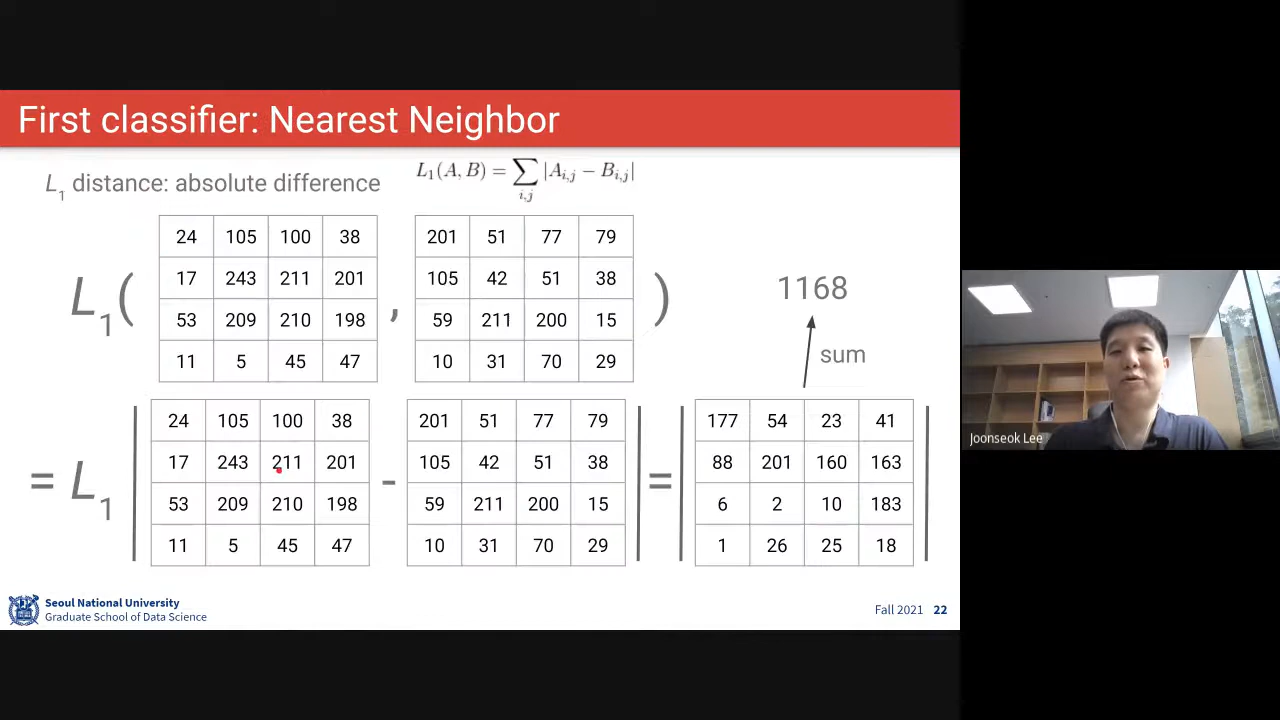 First classifier: Nearest Neighbor
L1 distance: absolute difference
L1(A, B) = ∑i,j |Ai,j − Bi,j|
L1(
24 105 100 38
17 243 211 201
53 209 210 198
11 5 45 47
,
201 51 77 79
105 42 51 38
59 211 200 15
10 31 70 29
)
1168
sum
= L1 |
24 105 100 38
17 243 211 201
53 209 210 198
11 5 45 47
-
201 51 77 79
105 42 51 38
59 211 200 15
10 31 70 29
| = |
177 54 23 41
88 201 160 163
6 2 10 183
1 26 25 18
|
Joonseok Lee
Seoul National University
Graduate School of Data Science
Fall 2021 22